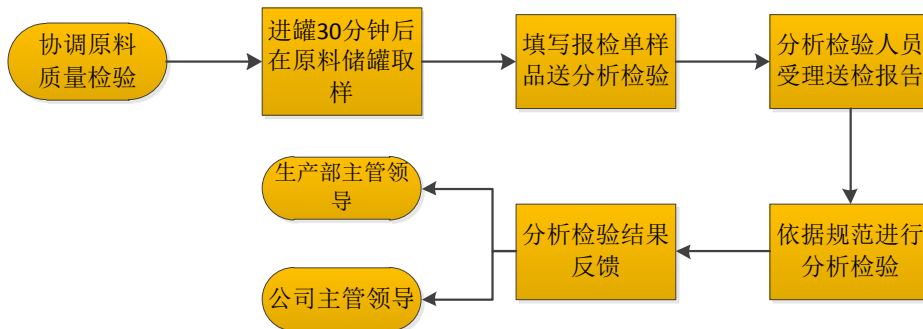 协调原料
质量检验
进罐30分钟后
在原料储罐取
样
填写报检单样
品送分析检验
分析检验人员
受理送检报告
依据规范进行
分析检验
分析检验结果
反馈
生产部主管领
导
公司主管领导